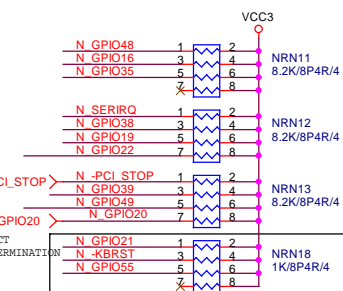 VCC3
N_GPIO48 1 2 NRN11
N_GPIO16 3 4 8.2K/8P4R/4
N_GPIO35 5 6
7 8
N_SERIRQ 1 2
N_GPIO38 3 4 NRN12
N_GPIO19 5 6 8.2K/8P4R/4
N_GPIO22 7 8
CI_STOP N_-PCI_STOP 1 2
N_GPIO39 3 4 NRN13
N_GPIO49 5 6 8.2K/8P4R/4
GPIO20 N_GPIO20 7 8
CT N_GPIO21 1 2
ERMINATION N_-KBRST 3 4 NRN18
N_GPIO55 5 6 1K/8P4R/4
7 8